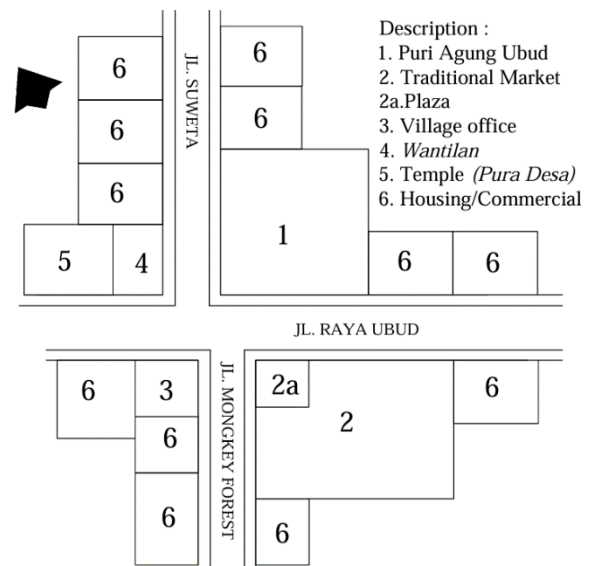 Description :
1. Puri Agung Ubud
2. Traditional Market
2a.Plaza
3. Village office
4. Wantilan
5. Temple (Pura Desa)
6. Housing/Commercial
6
6
6
5
4
JL. SUWETA
6
6
1
6
6
JL. RAYA UBUD
6
3
6
6
JL. MONGKEY FOREST
2a
2
6
6